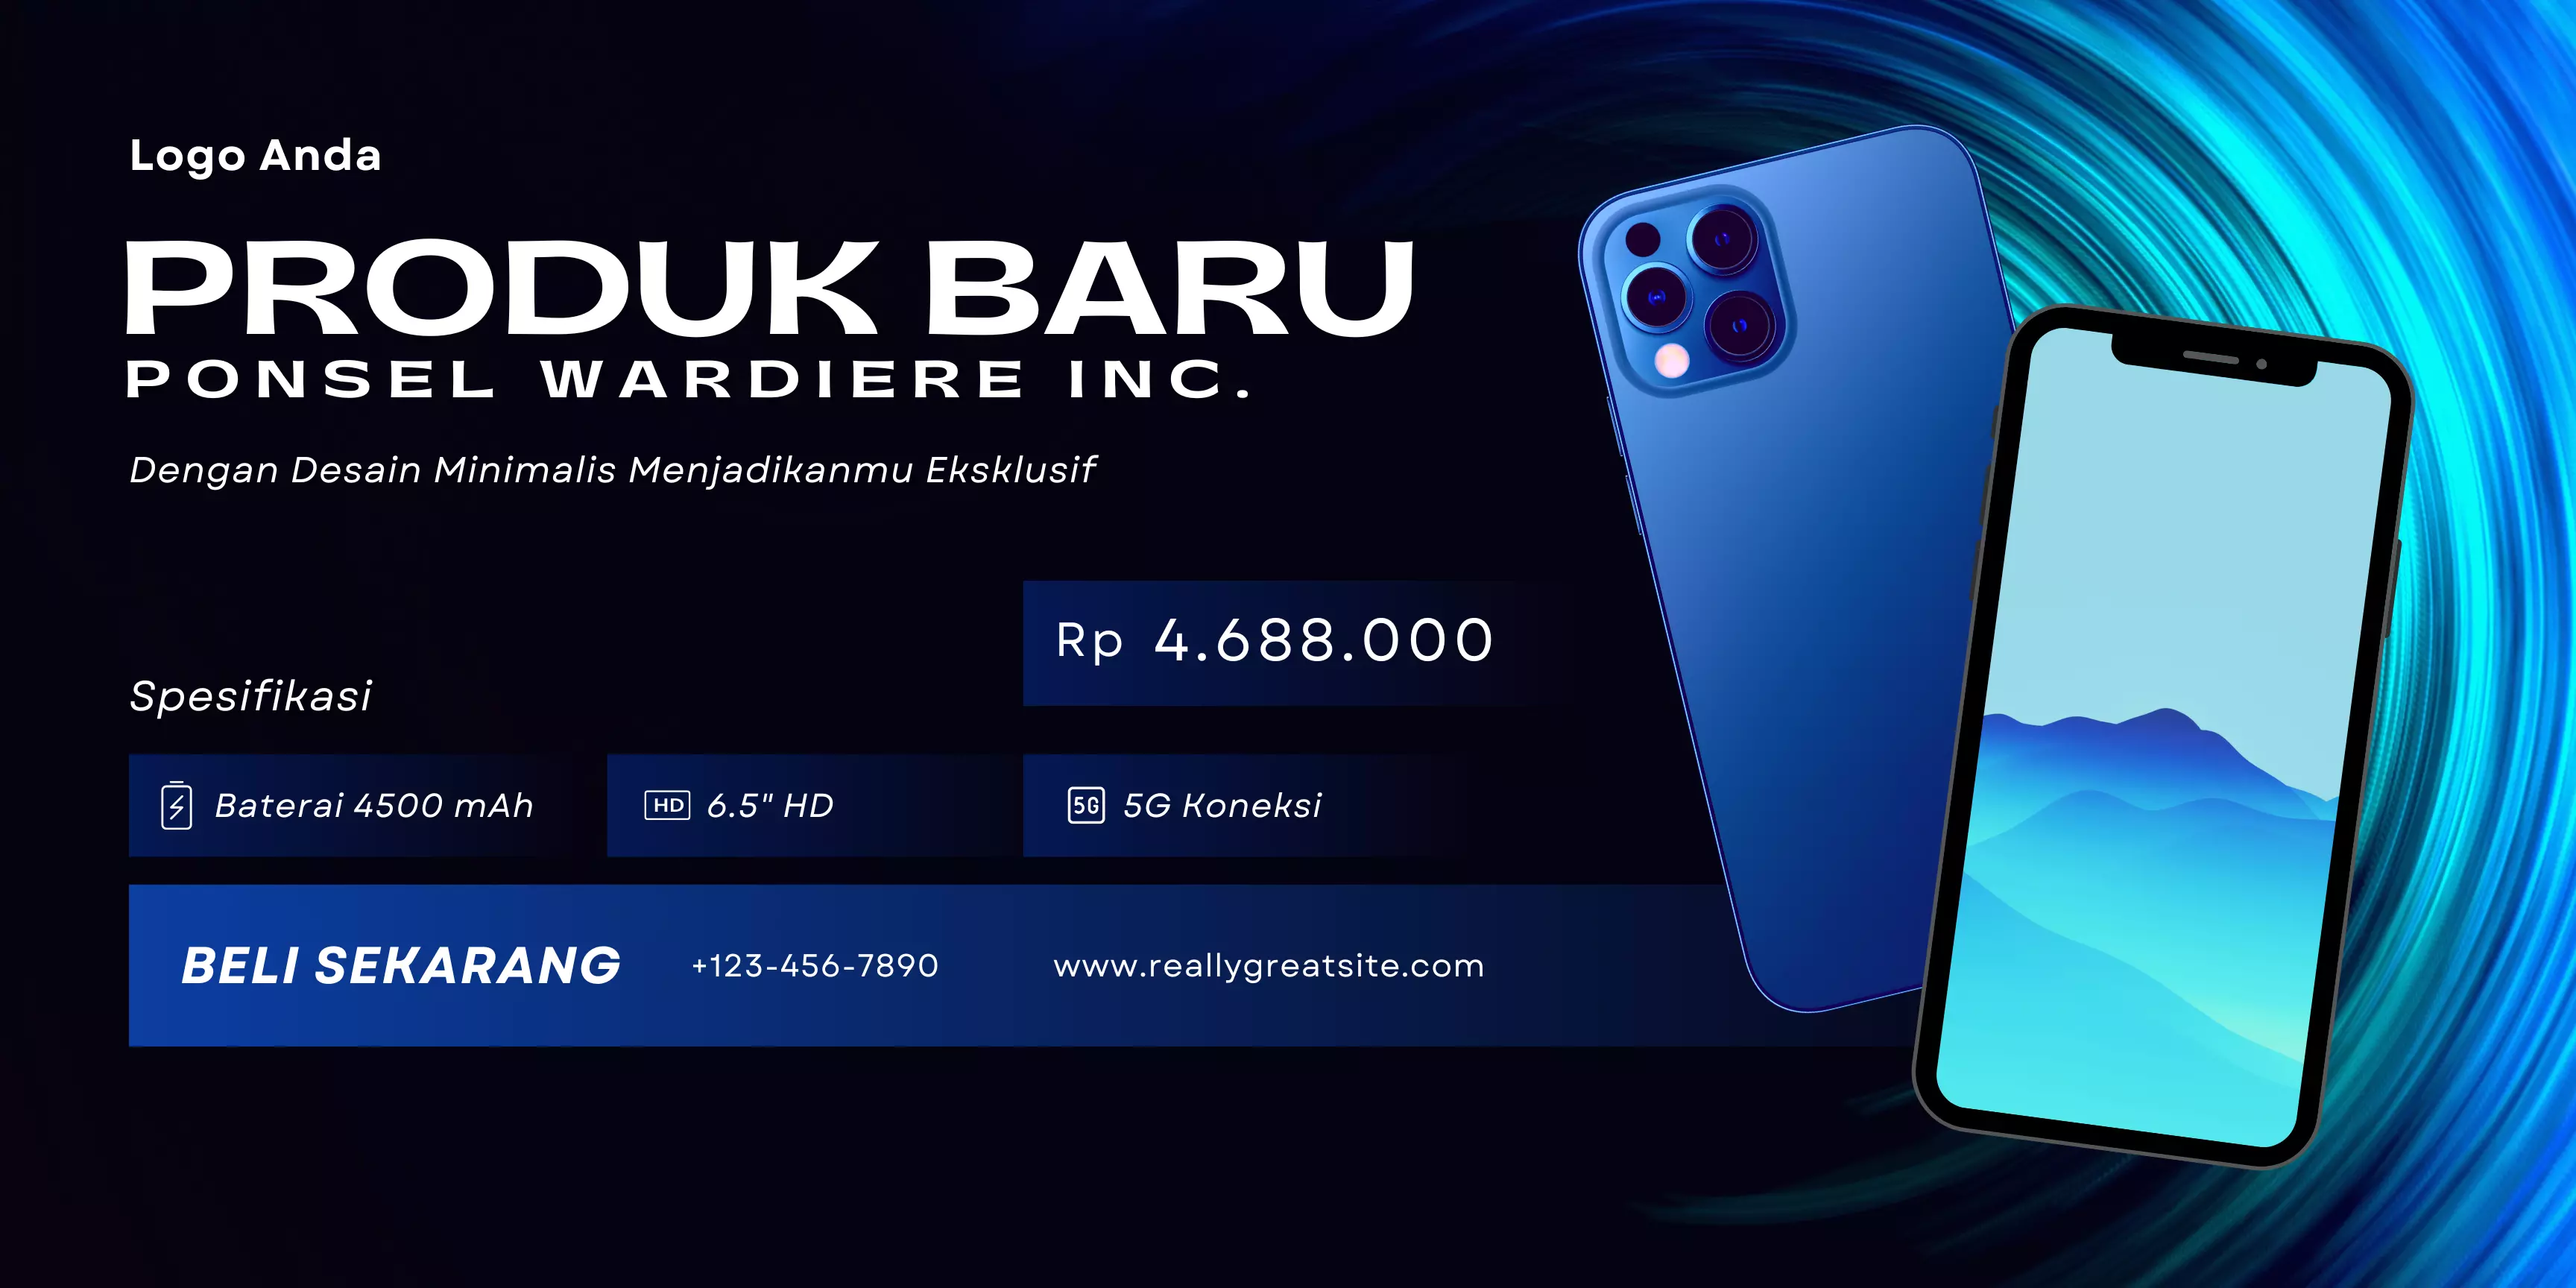 Logo Anda
PRODUK BARU
PONSEL WARDIERE INC.
Dengan Desain Minimalis Menjadikanmu Eksklusif
Rp 4.688.000
Spesifikasi
Baterai 4500 mAh
HD 6.5" HD
5G 5G Koneksi
BELI SEKARANG +123-456-7890 www.reallygreatsite.com